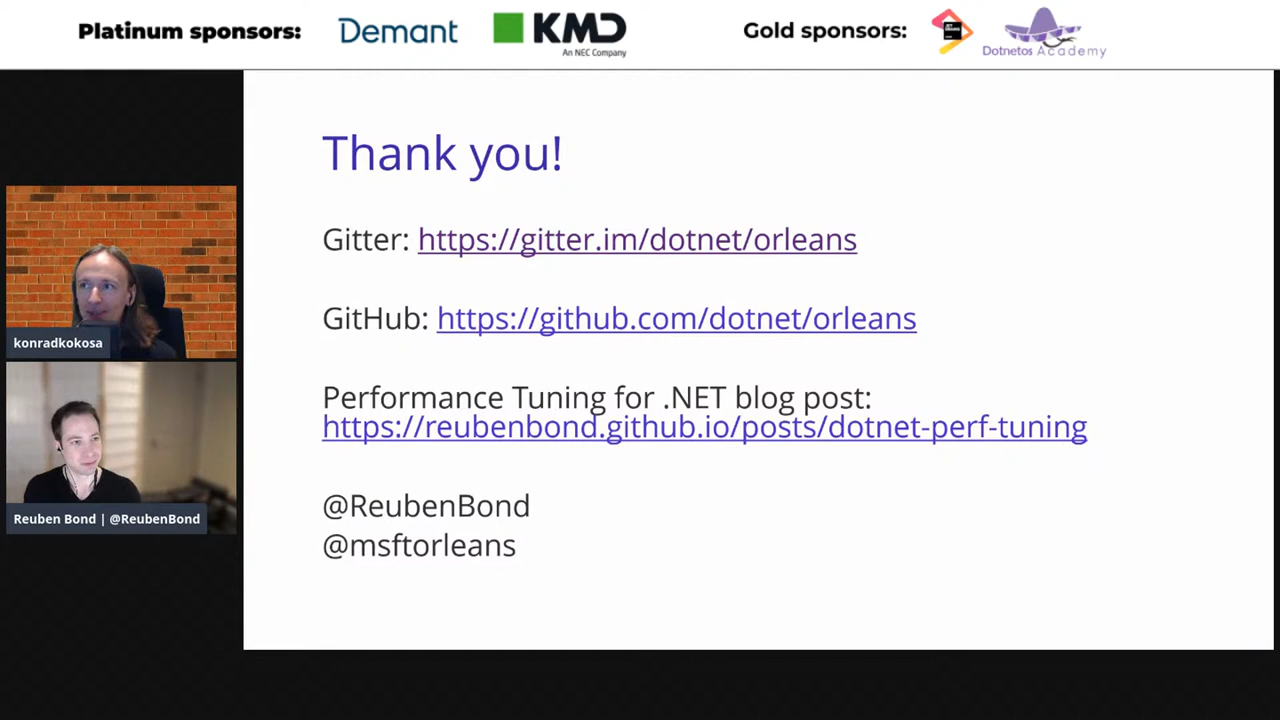 Platinum sponsors:
Demant
KMD
An NEC Company
Gold sponsors:
JET
BRAINS
Dotnetos Academy
Thank you!
Gitter: https://gitter.im/dotnet/orleans
GitHub: https://github.com/dotnet/orleans
Performance Tuning for .NET blog post:
https://reubenbond.github.io/posts/dotnet-perf-tuning
@ReubenBond
@msftorleans
konradkokosa
Reuben Bond | @ReubenBond